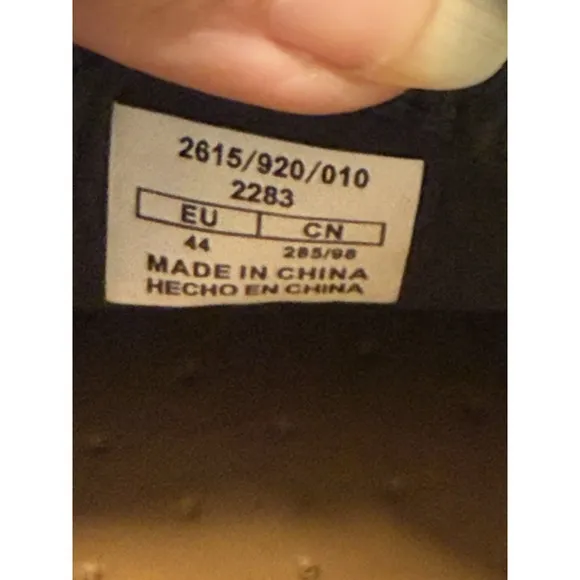 2615/920/010
2283
EU CN
44 285/98
MADE IN CHINA
HECHO EN CHINA